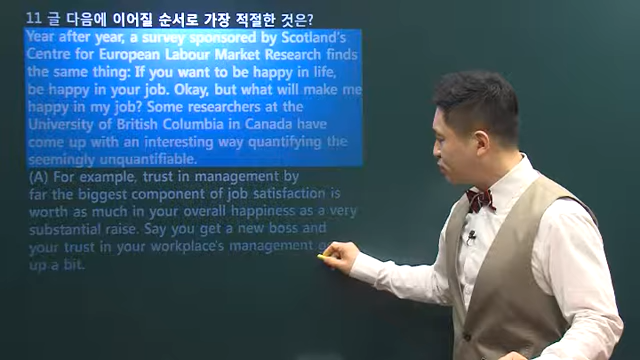 11 글 다음에 이어질 순서로 가장 적절한 것은?
Year after year, a survey sponsored by Scotland's
Centre for European Labour Market Research finds
the same thing: If you want to be happy in life,
be happy in your job. Okay, but what will make me
happy in my job? Some researchers at the
University of British Columbia in Canada have
come up with an interesting way of quantifying the
seemingly unquantifiable.
(A) For example, trust in management by
far the biggest component of job satisfaction is
worth as much in your overall happiness as a very
substantial raise. Say you get a new boss and
your trust in your workplace's management
up a bit.